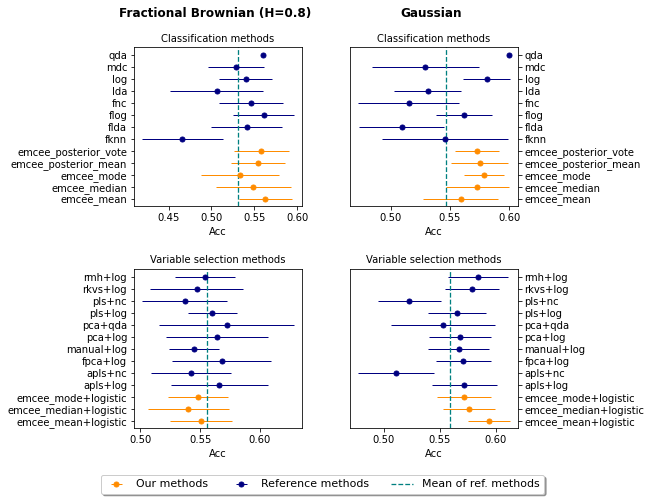 Fractional Brownian (H=0.8)
Gaussian
Classification methods
qda
mdc
log
lda
fnc
flog
flda
fknn
emcee_posterior_vote
emcee_posterior_mean
emcee_mode
emcee_median
emcee_mean
0.45 0.50 0.55 0.60
Acc
Classification methods
qda
mdc
log
lda
fnc
flog
flda
fknn
emcee_posterior_vote
emcee_posterior_mean
emcee_mode
emcee_median
emcee_mean
0.50 0.55 0.60
Acc
Variable selection methods
rmh+log
rkvs+log
pls+nc
pls+log
pca+qda
pca+log
manual+log
fpca+log
apls+nc
apls+log
emcee_mode+logistic
emcee_median+logistic
emcee_mean+logistic
0.50 0.55 0.60
Acc
Variable selection methods
rmh+log
rkvs+log
pls+nc
pls+log
pca+qda
pca+log
manual+log
fpca+log
apls+nc
apls+log
emcee_mode+logistic
emcee_median+logistic
emcee_mean+logistic
0.50 0.55 0.60
Acc
Our methods Reference methods Mean of ref. methods